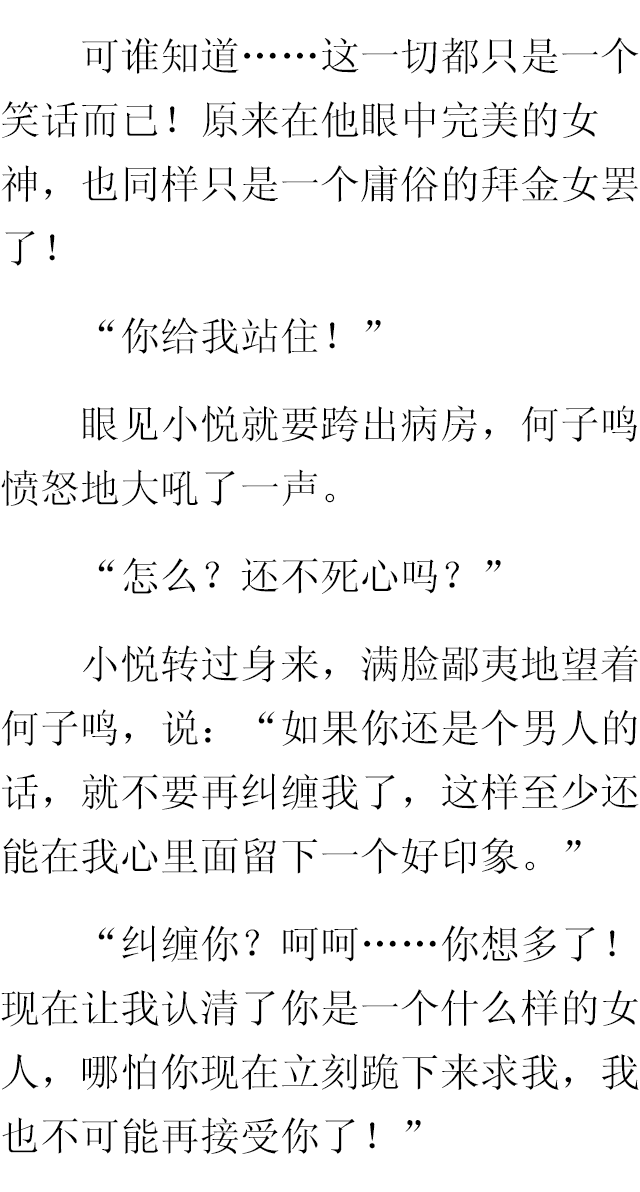 可谁知道……这一切都只是一个
笑话而已！原来在他眼中完美的女
神，也同样只是一个庸俗的拜金女罢
了！
“你给我站住！”
眼见小悦就要跨出病房，何子鸣
愤怒地大吼了一声。
“怎么？还不死心吗？”
小悦转过身来，满脸鄙夷地望着
何子鸣，说：“如果你还是个男人的
话，就不要再纠缠我了，这样至少还
能在我心里面留下一个好印象。”
“纠缠你？呵呵……你想多了！
现在让我认清了你是一个什么样的女
人，哪怕你现在立刻跪下来求我，我
也不可能再接受你了！”